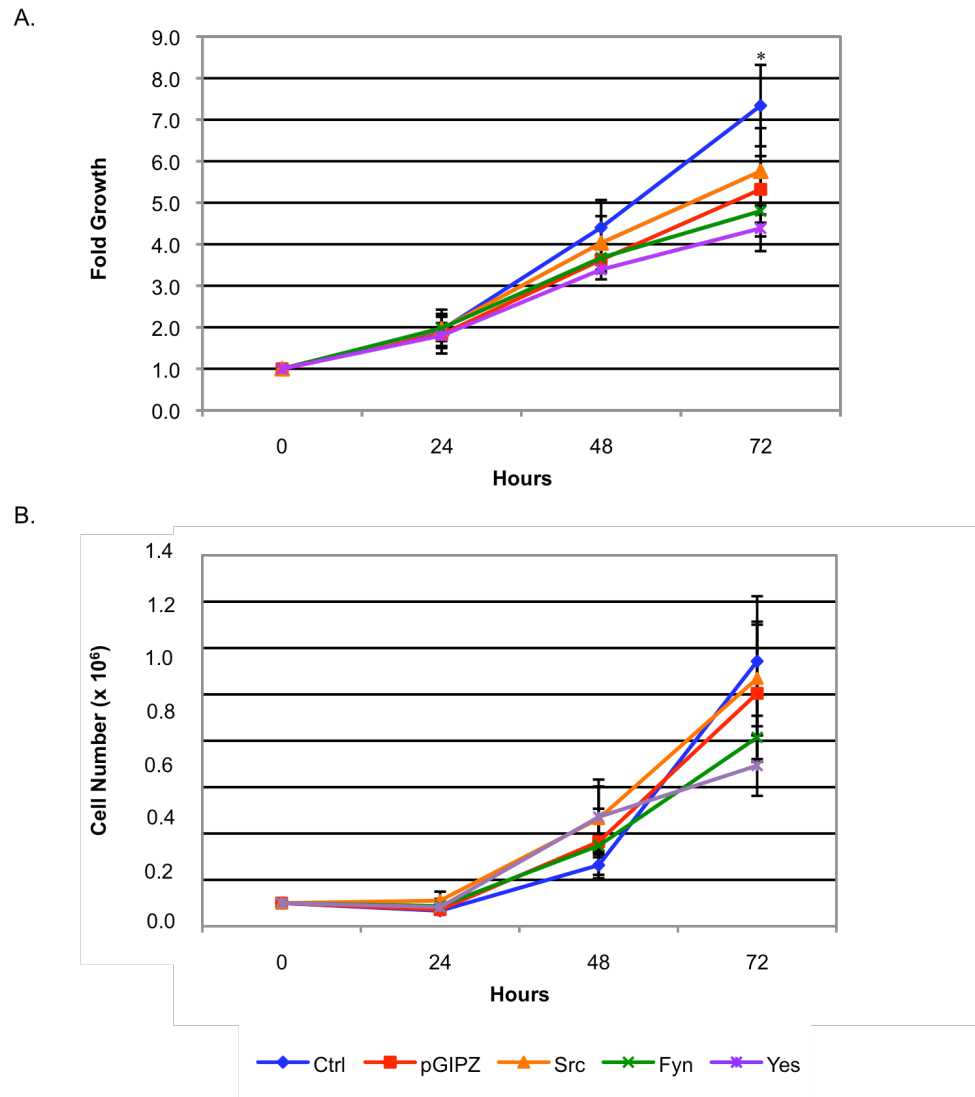 A.
9.0
8.0
7.0
6.0
5.0
4.0
3.0
2.0
1.0
0.0
Fold Growth
*
0 24 48 72
Hours
B.
1.4
1.2
1.0
0.8
0.6
0.4
0.2
0.0
Cell Number (x 10⁶)
0 24 48 72
Hours
Ctrl pGIPZ Src Fyn Yes